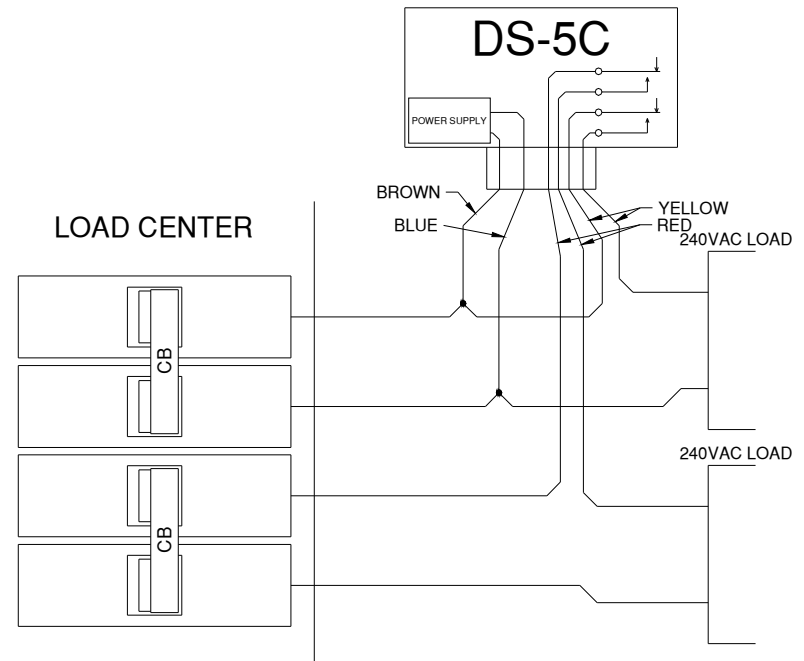 DS-5C
POWER SUPPLY
BROWN
BLUE
YELLOW
RED
LOAD CENTER
240VAC LOAD
CB
240VAC LOAD
CB